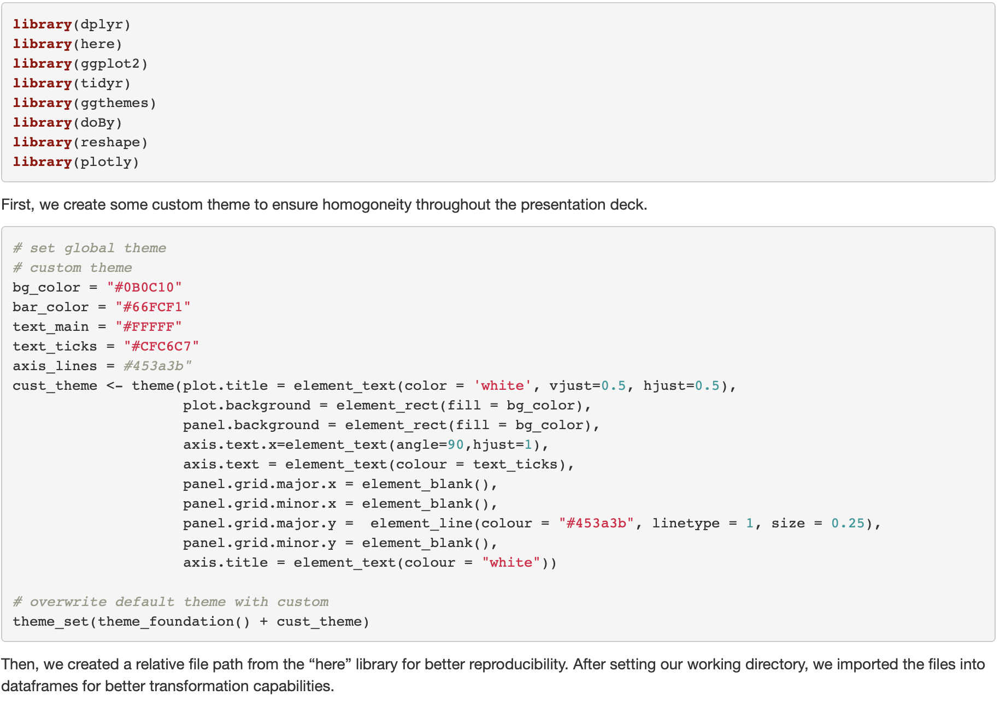 library(dplyr)
library(here)
library(ggplot2)
library(tidyr)
library(ggthemes)
library(doBy)
library(reshape)
library(plotly)
First, we create some custom theme to ensure homogoneity throughout the presentation deck.
# set global theme
# custom theme
bg_color = "#0B0C10"
bar_color = "#66FCF1"
text_main = "#FFFFF"
text_ticks = "#CFC6C7"
axis_lines = #453a3b"
cust_theme <- theme(plot.title = element_text(color = 'white', vjust=0.5, hjust=0.5),
                    plot.background = element_rect(fill = bg_color),
                    panel.background = element_rect(fill = bg_color),
                    axis.text.x=element_text(angle=90,hjust=1),
                    axis.text = element_text(colour = text_ticks),
                    panel.grid.major.x = element_blank(),
                    panel.grid.minor.x = element_blank(),
                    panel.grid.major.y =  element_line(colour = "#453a3b", linetype = 1, size = 0.25),
                    panel.grid.minor.y = element_blank(),
                    axis.title = element_text(colour = "white"))
# overwrite default theme with custom
theme_set(theme_foundation() + cust_theme)
Then, we created a relative file path from the “here” library for better reproducibility. After setting our working directory, we imported the files into
dataframes for better transformation capabilities.